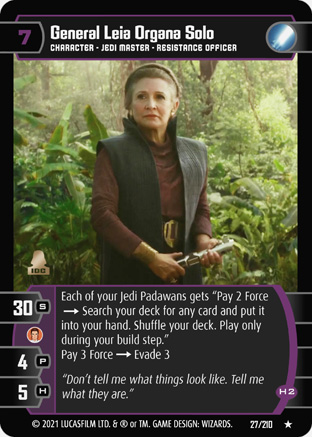 7 General Leia Organa Solo
CHARACTER - JEDI MASTER - RESISTANCE OFFICER
IDC
30 S
4 P
5 H
Each of your Jedi Padawans gets “Pay 2 Force
→ Search your deck for any card and put it
into your hand. Shuffle your deck. Play only
during your build step.”
Pay 3 Force → Evade 3
“Don’t tell me what things look like. Tell me
what they are.”
H2
© 2021 LUCASFILM LTD. & ® or TM. GAME DESIGN: WIZARDS. 27/210 ★